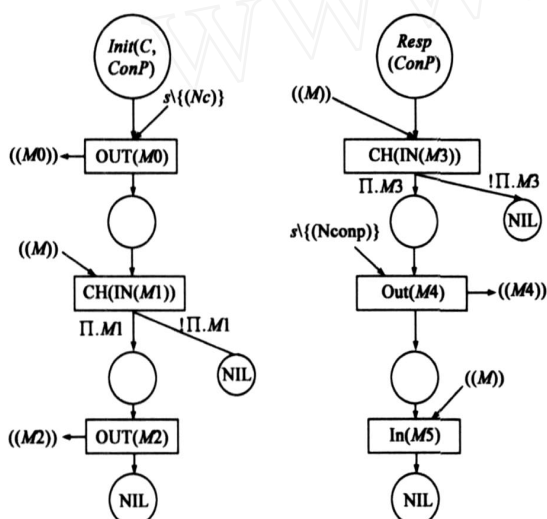 Init(C,
ConP)
s\{(Nc)}
((M0))
OUT(M0)
((M))
CH(IN(M1))
∏.M1
!∏.M1
NIL
((M2))
OUT(M2)
NIL
Resp
(ConP)
((M))
CH(IN(M3))
∏.M3
!∏.M3
NIL
s\{(Nconp)}
Out(M4)
((M4))
((M))
In(M5)
NIL